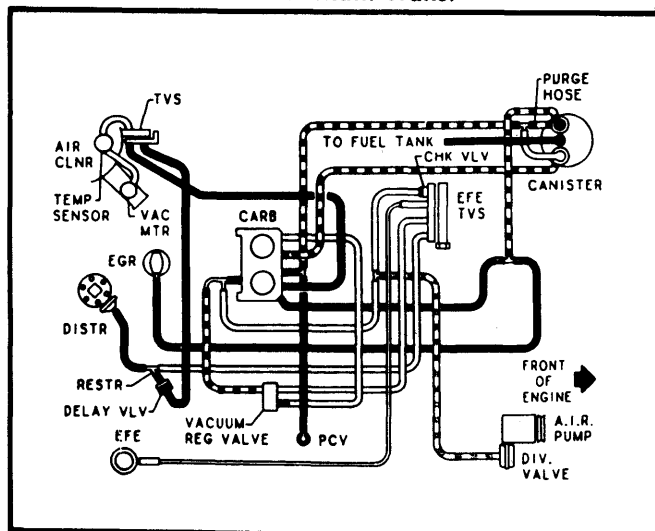 TVS
PURGE
HOSE
AIR
CLNR
TO FUEL TANK
CHK VLV
TEMP
SENSOR
VAC
MTR
CARB
EFE
TVS
CANISTER
EGR
DISTR
RESTR
DELAY VLV
EFE
VACUUM
REG VALVE
PCV
FRONT
OF
ENGINE
A.I.R.
PUMP
DIV.
VALVE